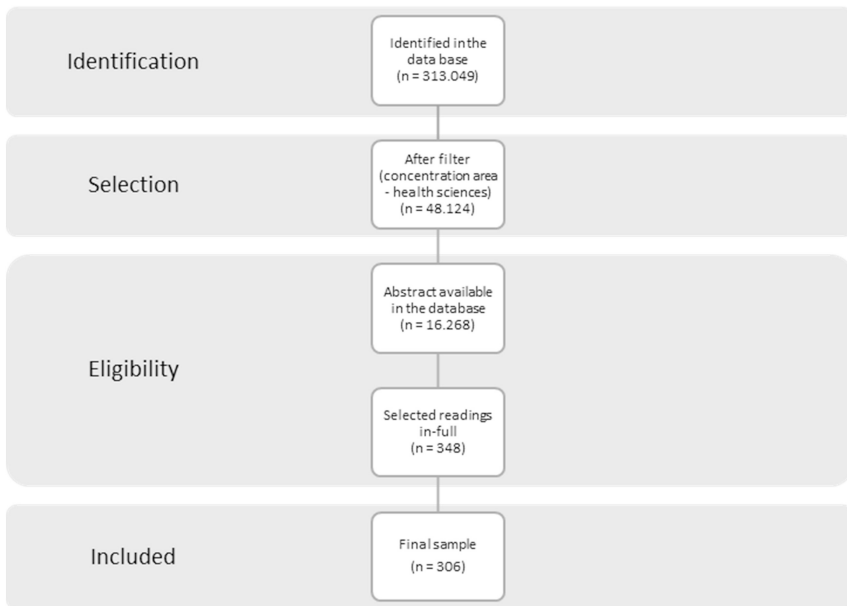 Identification
Identified in the
data base
(n = 313.049)
Selection
After filter
(concentration area
- health sciences)
(n = 48.124)
Eligibility
Abstract available
in the database
(n = 16.268)
Selected readings
in-full
(n = 348)
Included
Final sample
(n = 306)